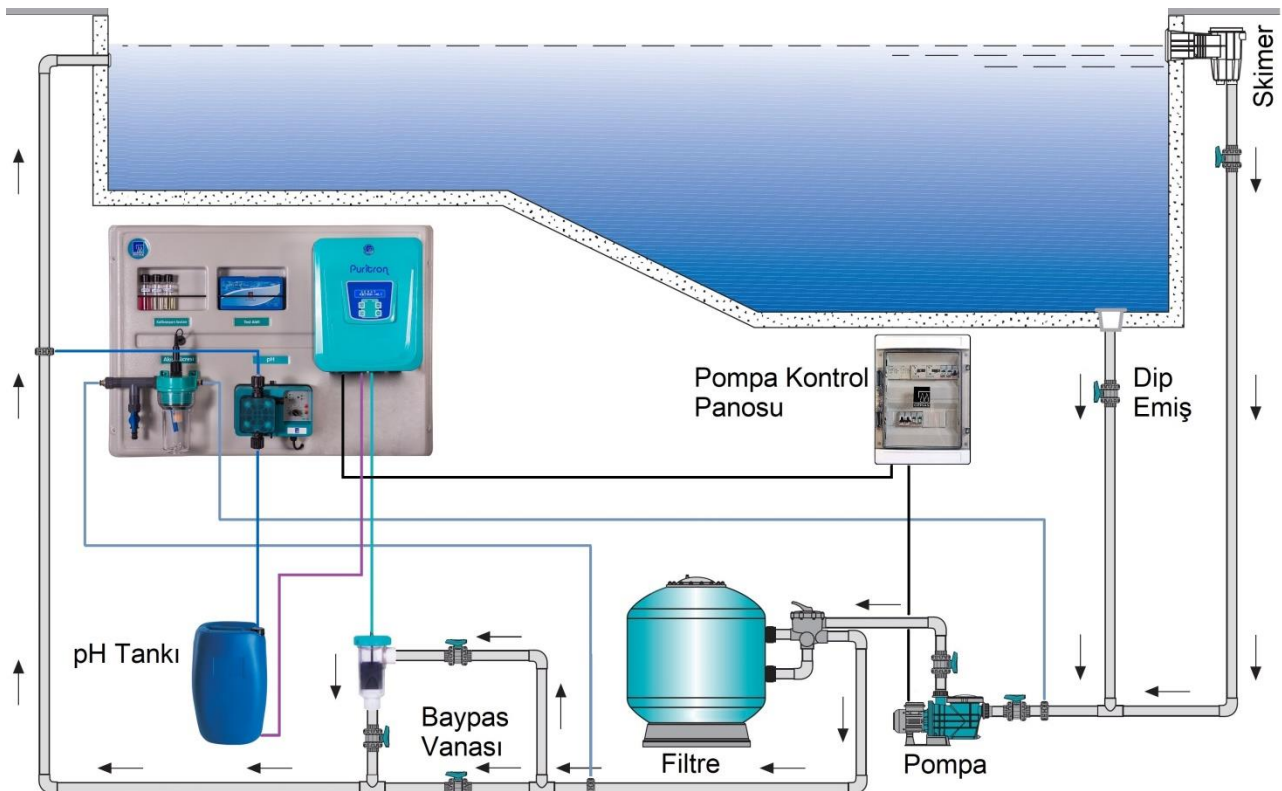 Skimer
Puritron
pH
Pompa Kontrol
Panosu
Dip
Emiş
pH Tankı
Baypas
Vanası
Filtre
Pompa